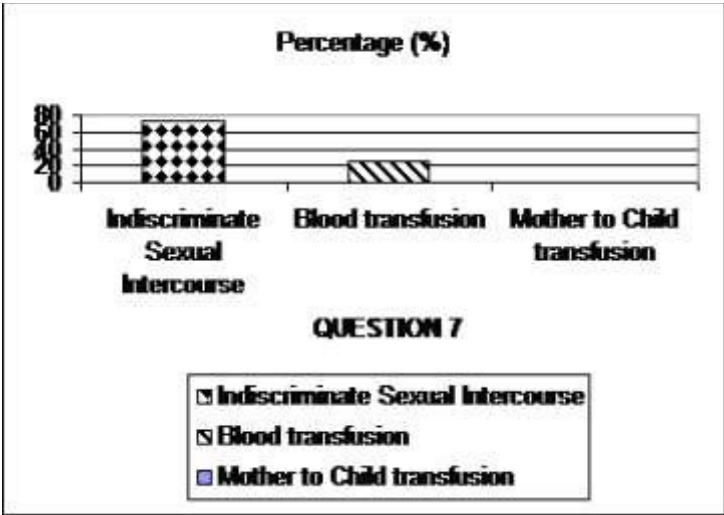 Percentage (%)
80
60
40
20
0
Indiscriminate
Sexual
Intercourse
Blood transfusion
Mother to Child
transfusion
QUESTION 7
Indiscriminate Sexual Intercourse
Blood transfusion
Mother to Child transfusion